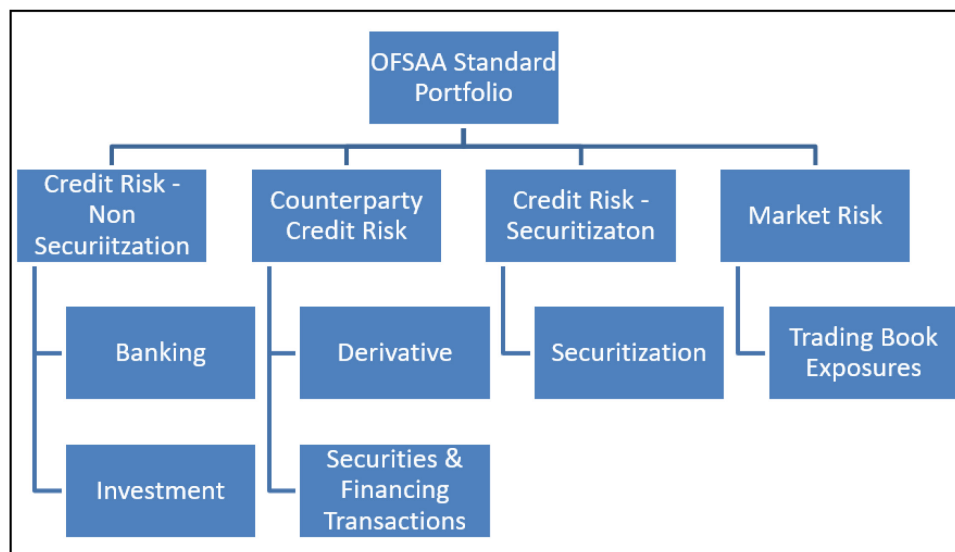 OFSAA Standard
Portfolio
Credit Risk -
Non
Securiitzation
Counterparty
Credit Risk
Credit Risk -
Securitizaton
Market Risk
Banking
Derivative
Securitization
Trading Book
Exposures
Investment
Securities &
Financing
Transactions